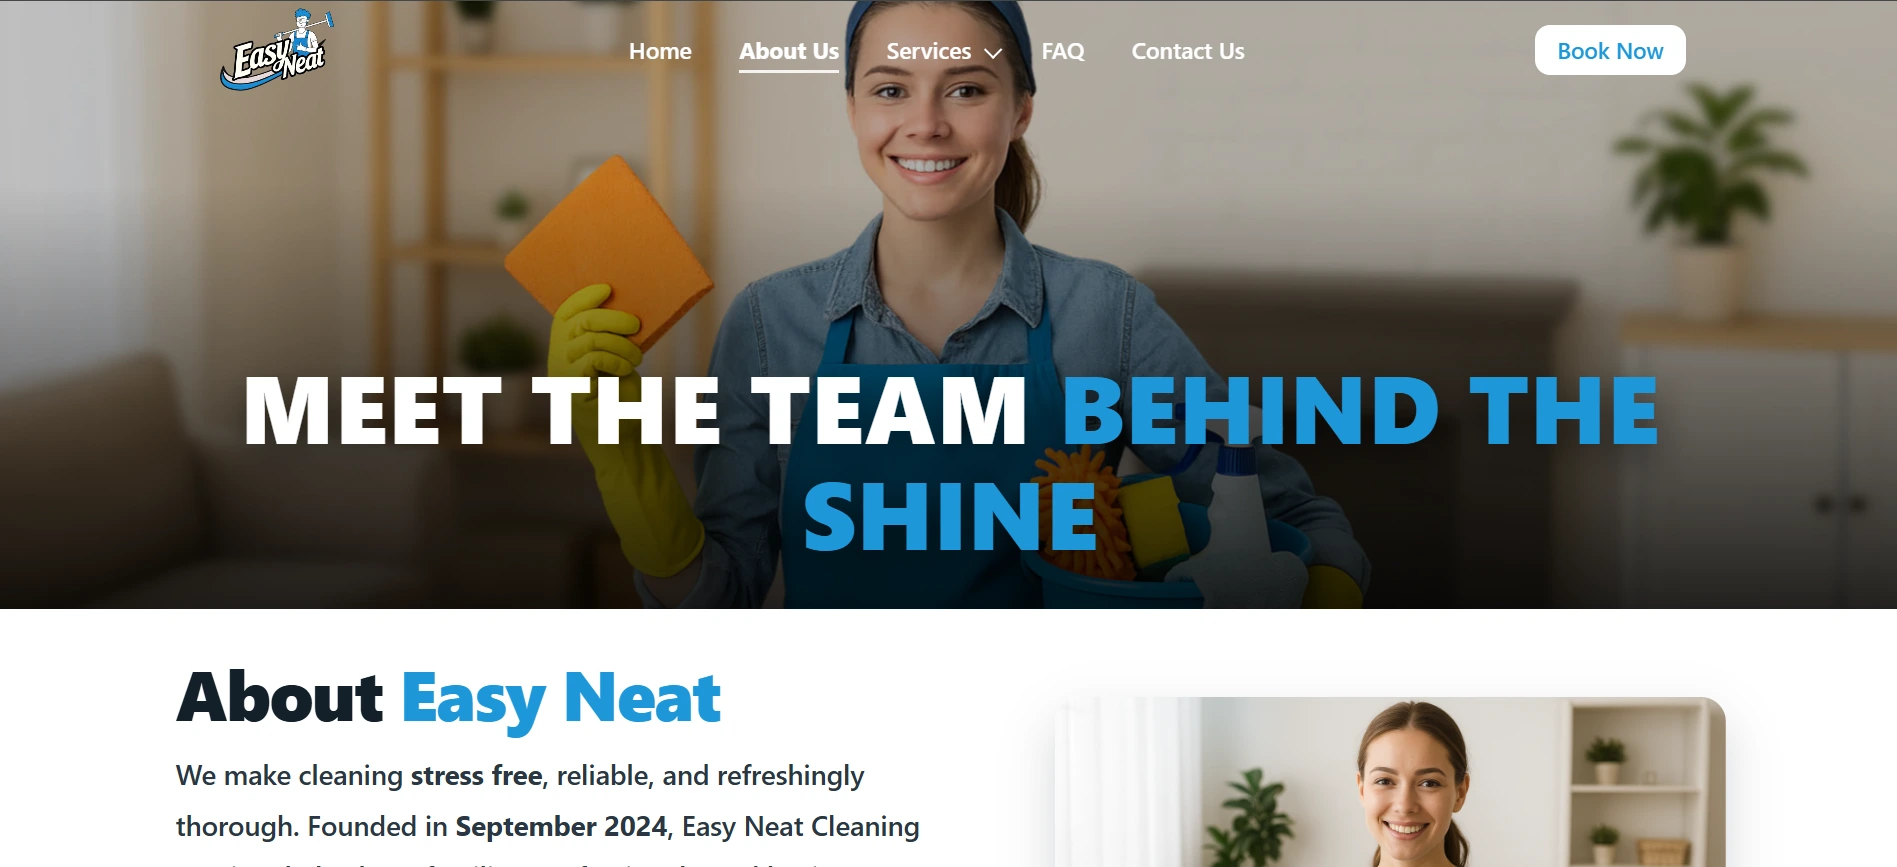 Easy
Neat
Home
About Us
Services
FAQ
Contact Us
Book Now
MEET THE TEAM BEHIND THE
SHINE
About Easy Neat
We make cleaning stress free, reliable, and refreshingly
thorough. Founded in September 2024, Easy Neat Cleaning